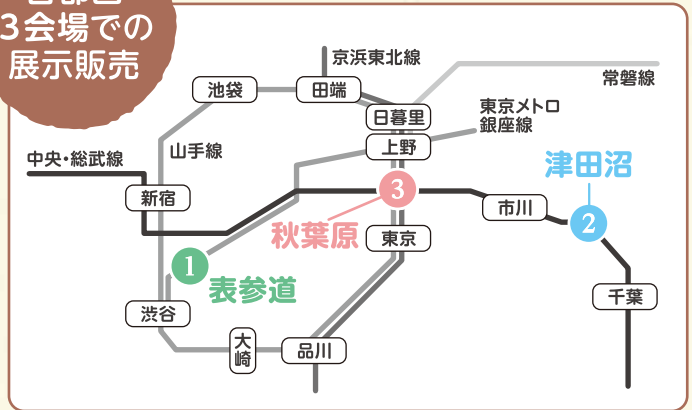 3会場での
展示販売
京浜東北線
常磐線
池袋
田端
日暮里
東京メトロ
銀座線
上野
山手線
中央・総武線
津田沼
新宿
3
市川
2
秋葉原
東京
1
表参道
千葉
渋谷
大崎
品川